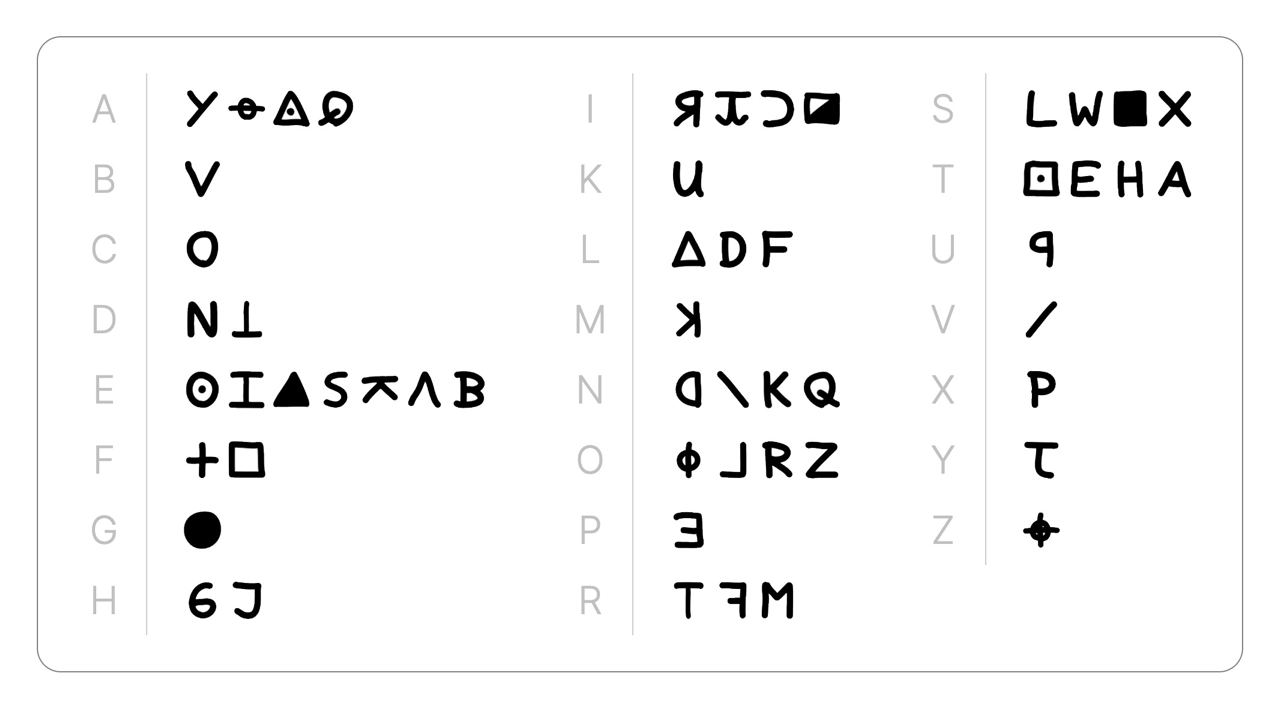 A Y ⦵ ◬
B V
C O
D N ⊥
E ⊙ I ▲ S ⌅ Λ B
F + □
G ●
H 6 J
I Я Ↄ ◪
K U
L Δ D F
M ꓘ
N ᗡ \ K Q
O ⌽ ⅃ R Z
P Ǝ
R T ꟻ M
S L W ■ X
T ⊡ E H A
U ꟼ
V /
X P
Y τ
Z ⌖